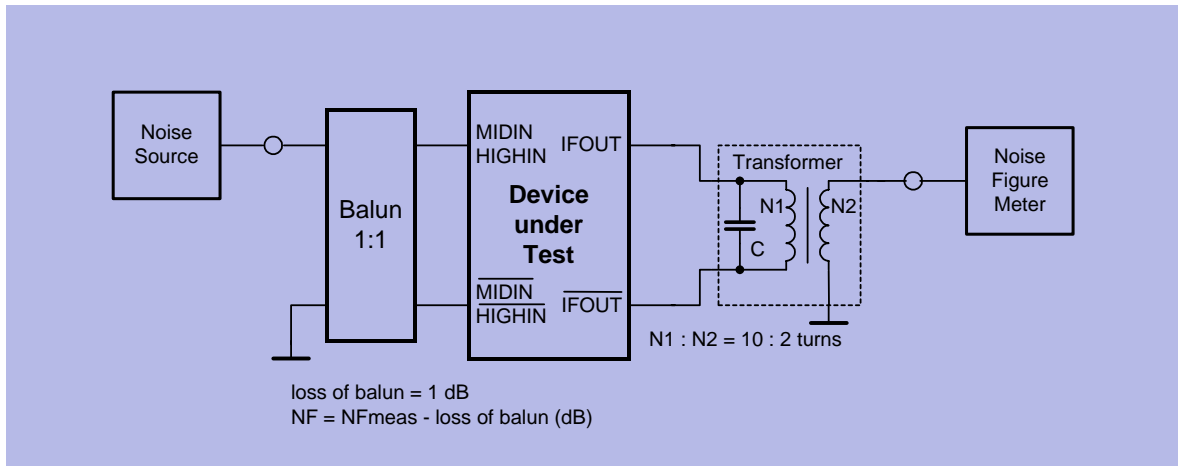 Noise
Source
Balun
1:1
MIDIN
HIGHIN
IFOUT
Device
under
Test
MIDIN
HIGHIN
IFOUT
Transformer
N1
N2
C
N1 : N2 = 10 : 2 turns
Noise
Figure
Meter
loss of balun = 1 dB
NF = NFmeas - loss of balun (dB)